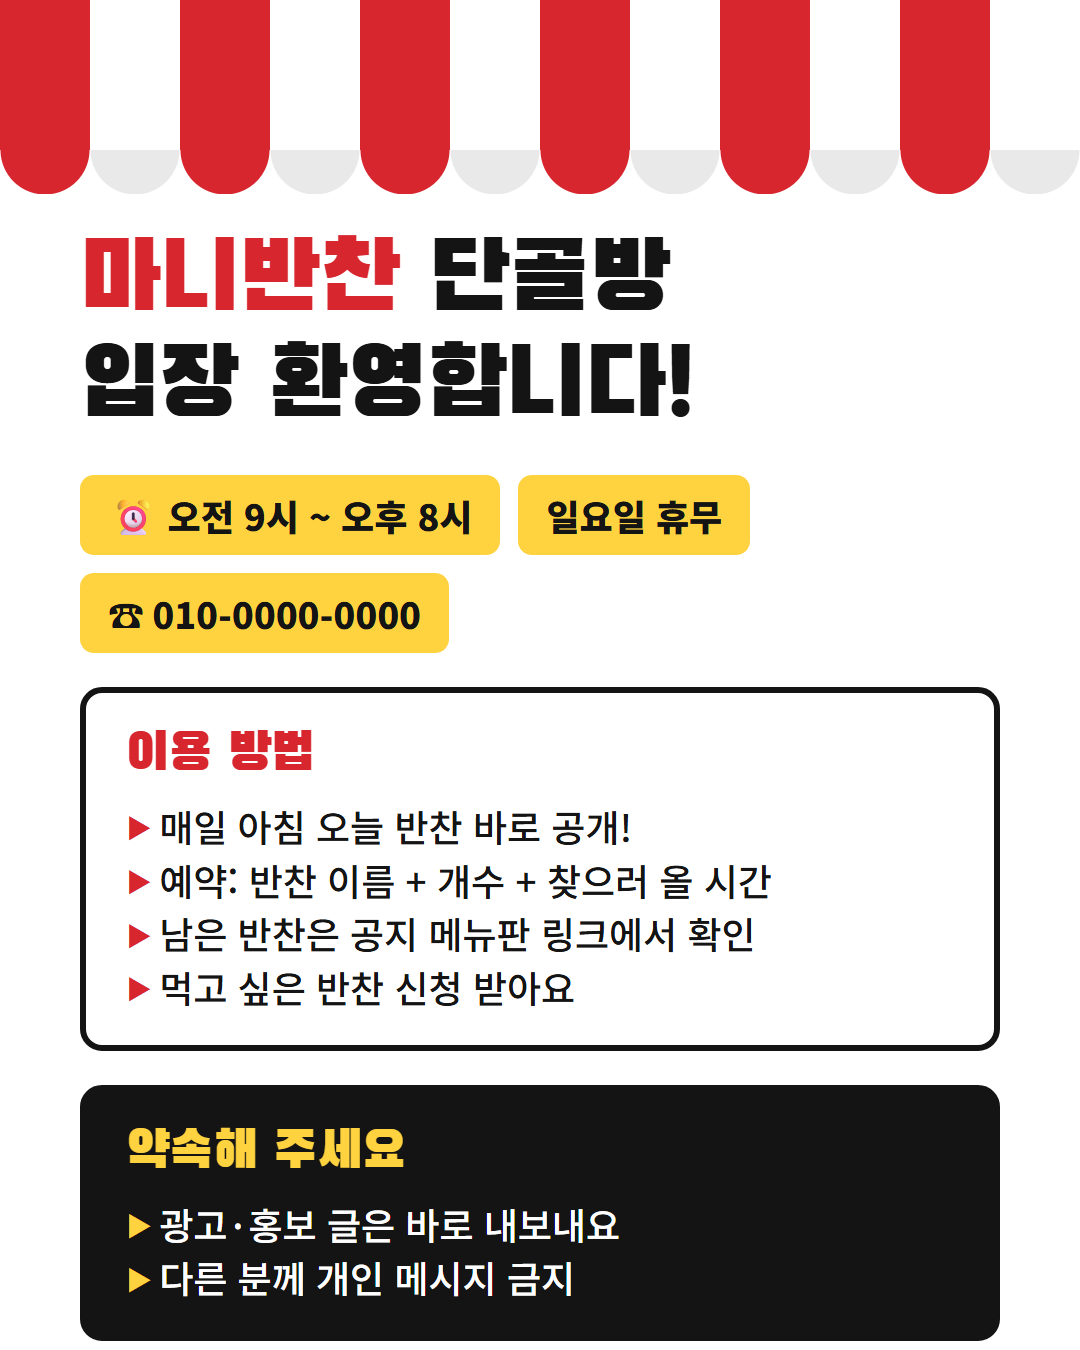 마니반찬 단골방
입장 환영합니다!
⏰ 오전 9시 ~ 오후 8시
일요일 휴무
☎ 010-0000-0000
이용 방법
▶ 매일 아침 오늘 반찬 바로 공개!
▶ 예약: 반찬 이름 + 개수 + 찾으러 올 시간
▶ 남은 반찬은 공지 메뉴판 링크에서 확인
▶ 먹고 싶은 반찬 신청 받아요
약속해 주세요
▶ 광고·홍보 글은 바로 내보내요
▶ 다른 분께 개인 메시지 금지